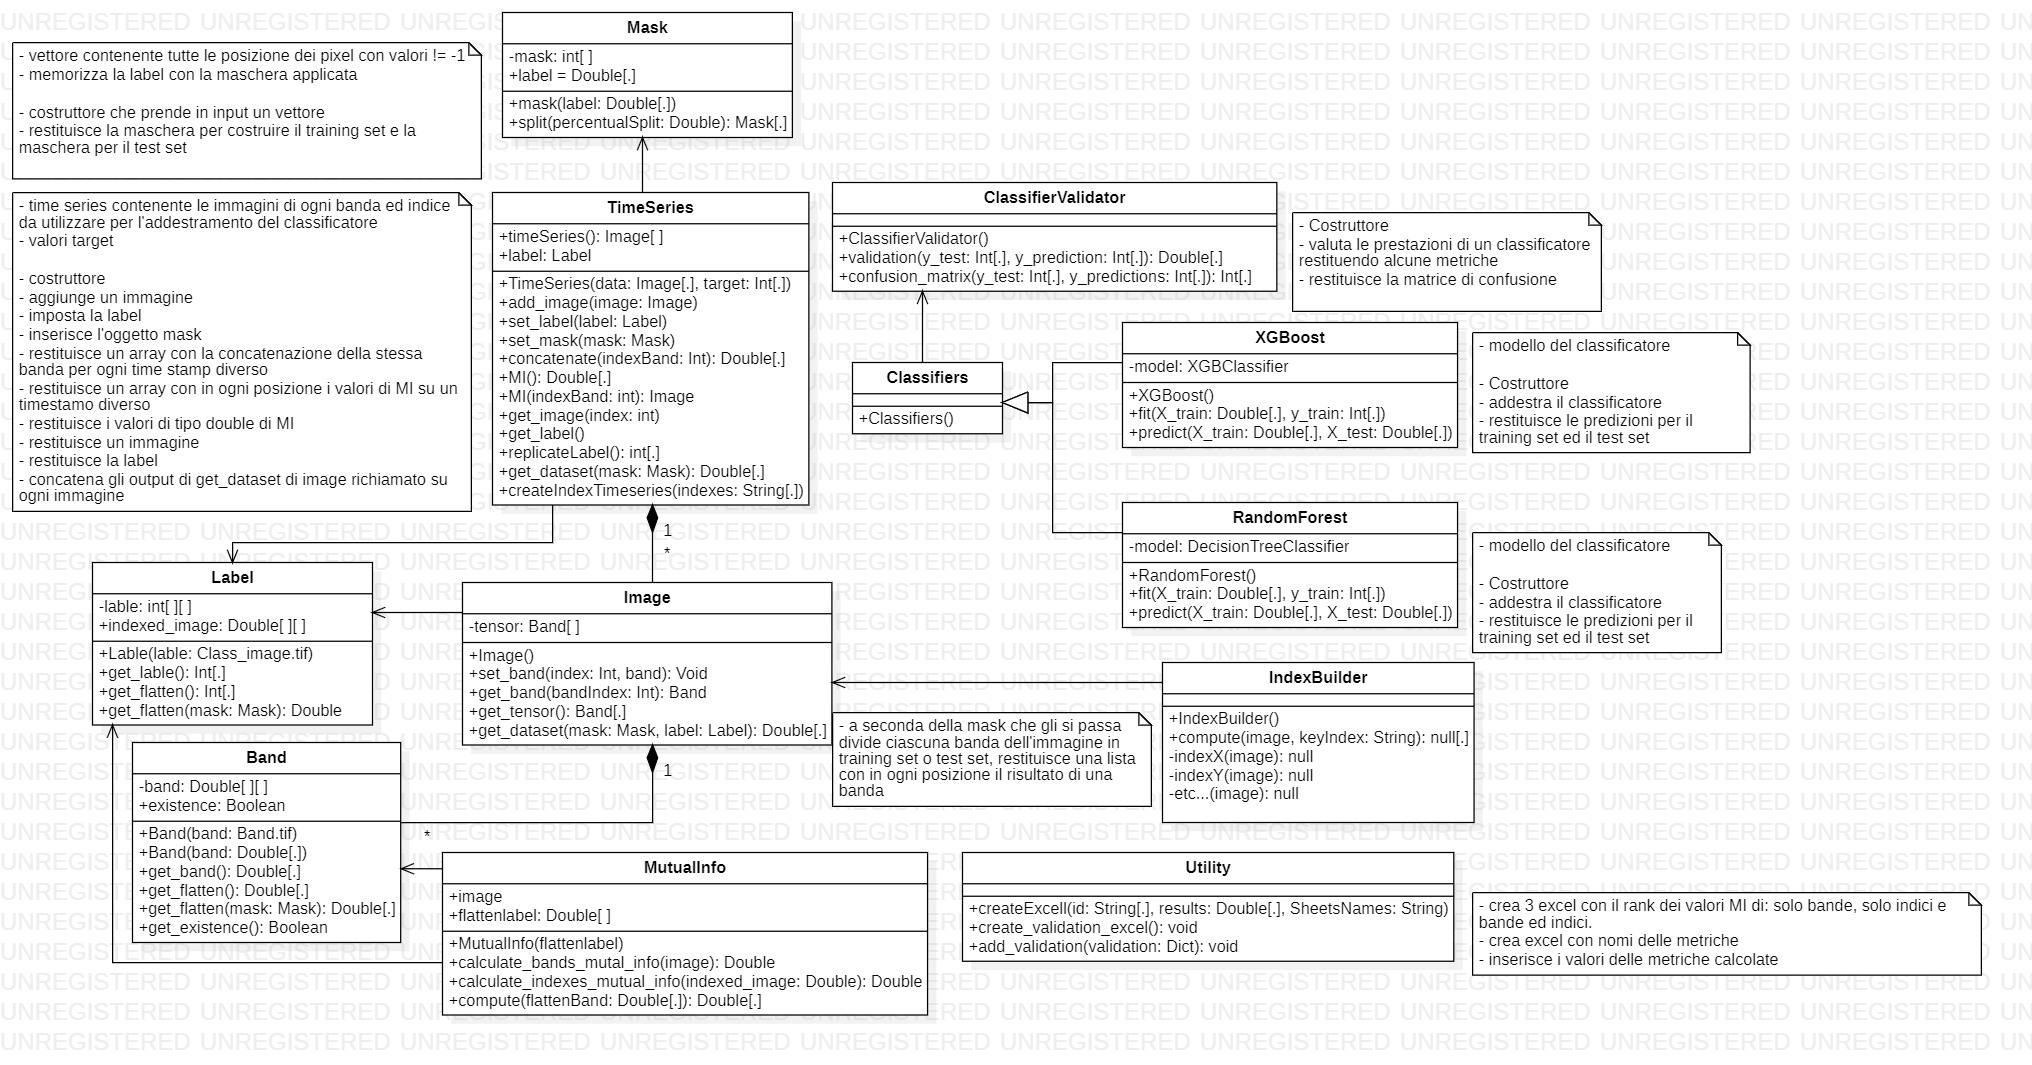 Mask
-mask: int[ ]
+label = Double[.]
+mask(label: Double[.])
+split(percentualSplit: Double): Mask[.]
- vettore contenente tutte le posizione dei pixel con valori != -1
- memorizza la label con la maschera applicata
- costruttore che prende in input un vettore
- restituisce la maschera per costruire il training set e la
maschera per il test set
- time series contenente le immagini di ogni banda ed indice
da utilizzare per l'addestramento del classificatore
- valori target
- costruttore
- aggiunge un immagine
- imposta la label
- inserisce l'oggetto mask
- restituisce un array con la concatenazione della stessa
banda per ogni time stamp diverso
- restituisce un array con in ogni posizione i valori di MI su un
timestamo diverso
- restituisce i valori di tipo double di MI
- restituisce un immagine
- restituisce la label
- concatena gli output di get_dataset di image richiamato su
ogni immagine
TimeSeries
+timeSeries(): Image[ ]
+label: Label
+TimeSeries(data: Image[.], target: Int[.])
+add_image(image: Image)
+set_label(label: Label)
+set_mask(mask: Mask)
+concatenate(indexBand: Int): Double[.]
+MI(): Double[.]
+MI(indexBand: int): Image
+get_image(index: int)
+get_label()
+replicateLabel(): int[.]
+get_dataset(mask: Mask): Double[.]
+createIndexTimeseries(indexes: String[.])
1
*
ClassifierValidator
+ClassifierValidator()
+validation(y_test: Int[.], y_prediction: Int[.]): Double[.]
+confusion_matrix(y_test: Int[.], y_predictions: Int[.]): Int[.]
- Costruttore
- valuta le prestazioni di un classificatore
restituendo alcune metriche
- restituisce la matrice di confusione
Classifiers
+Classifiers()
XGBoost
-model: XGBClassifier
+XGBoost()
+fit(X_train: Double[.], y_train: Int[.])
+predict(X_train: Double[.], X_test: Double[.])
- modello del classificatore
- Costruttore
- addestra il classificatore
- restituisce le predizioni per il
training set ed il test set
RandomForest
-model: DecisionTreeClassifier
+RandomForest()
+fit(X_train: Double[.], y_train: Int[.])
+predict(X_train: Double[.], X_test: Double[.])
- modello del classificatore
- Costruttore
- addestra il classificatore
- restituisce le predizioni per il
training set ed il test set
Label
-lable: int[ ][ ]
+indexed_image: Double[ ][ ]
+Lable(lable: Class_image.tif)
+get_lable(): Int[.]
+get_flatten(): Int[.]
+get_flatten(mask: Mask): Double
Image
-tensor: Band[ ]
+Image()
+set_band(index: Int, band): Void
+get_band(bandIndex: Int): Band
+get_tensor(): Band[.]
+get_dataset(mask: Mask, label: Label): Double[.]
1
*
- a seconda della mask che gli si passa
divide ciascuna banda dell'immagine in
training set o test set, restituisce una lista
con in ogni posizione il risultato di una
banda
IndexBuilder
+IndexBuilder()
+compute(image, keyIndex: String): null[.]
-indexX(image): null
-indexY(image): null
-etc...(image): null
Band
-band: Double[ ][ ]
+existence: Boolean
+Band(band: Band.tif)
+Band(band: Double[.])
+get_band(): Double[.]
+get_flatten(): Double[.]
+get_flatten(mask: Mask): Double[.]
+get_existence(): Boolean
MutualInfo
+image
+flattenlabel: Double[ ]
+MutualInfo(flattenlabel)
+calculate_bands_mutal_info(image): Double
+calculate_indexes_mutual_info(indexed_image: Double): Double
+compute(flattenBand: Double[.]): Double[.]
Utility
+createExcell(id: String[.], results: Double[.], SheetsNames: String)
+create_validation_excel(): void
+add_validation(validation: Dict): void
- crea 3 excel con il rank dei valori MI di: solo bande, solo indici e
bande ed indici.
- crea excel con nomi delle metriche
- inserisce i valori delle metriche calcolate